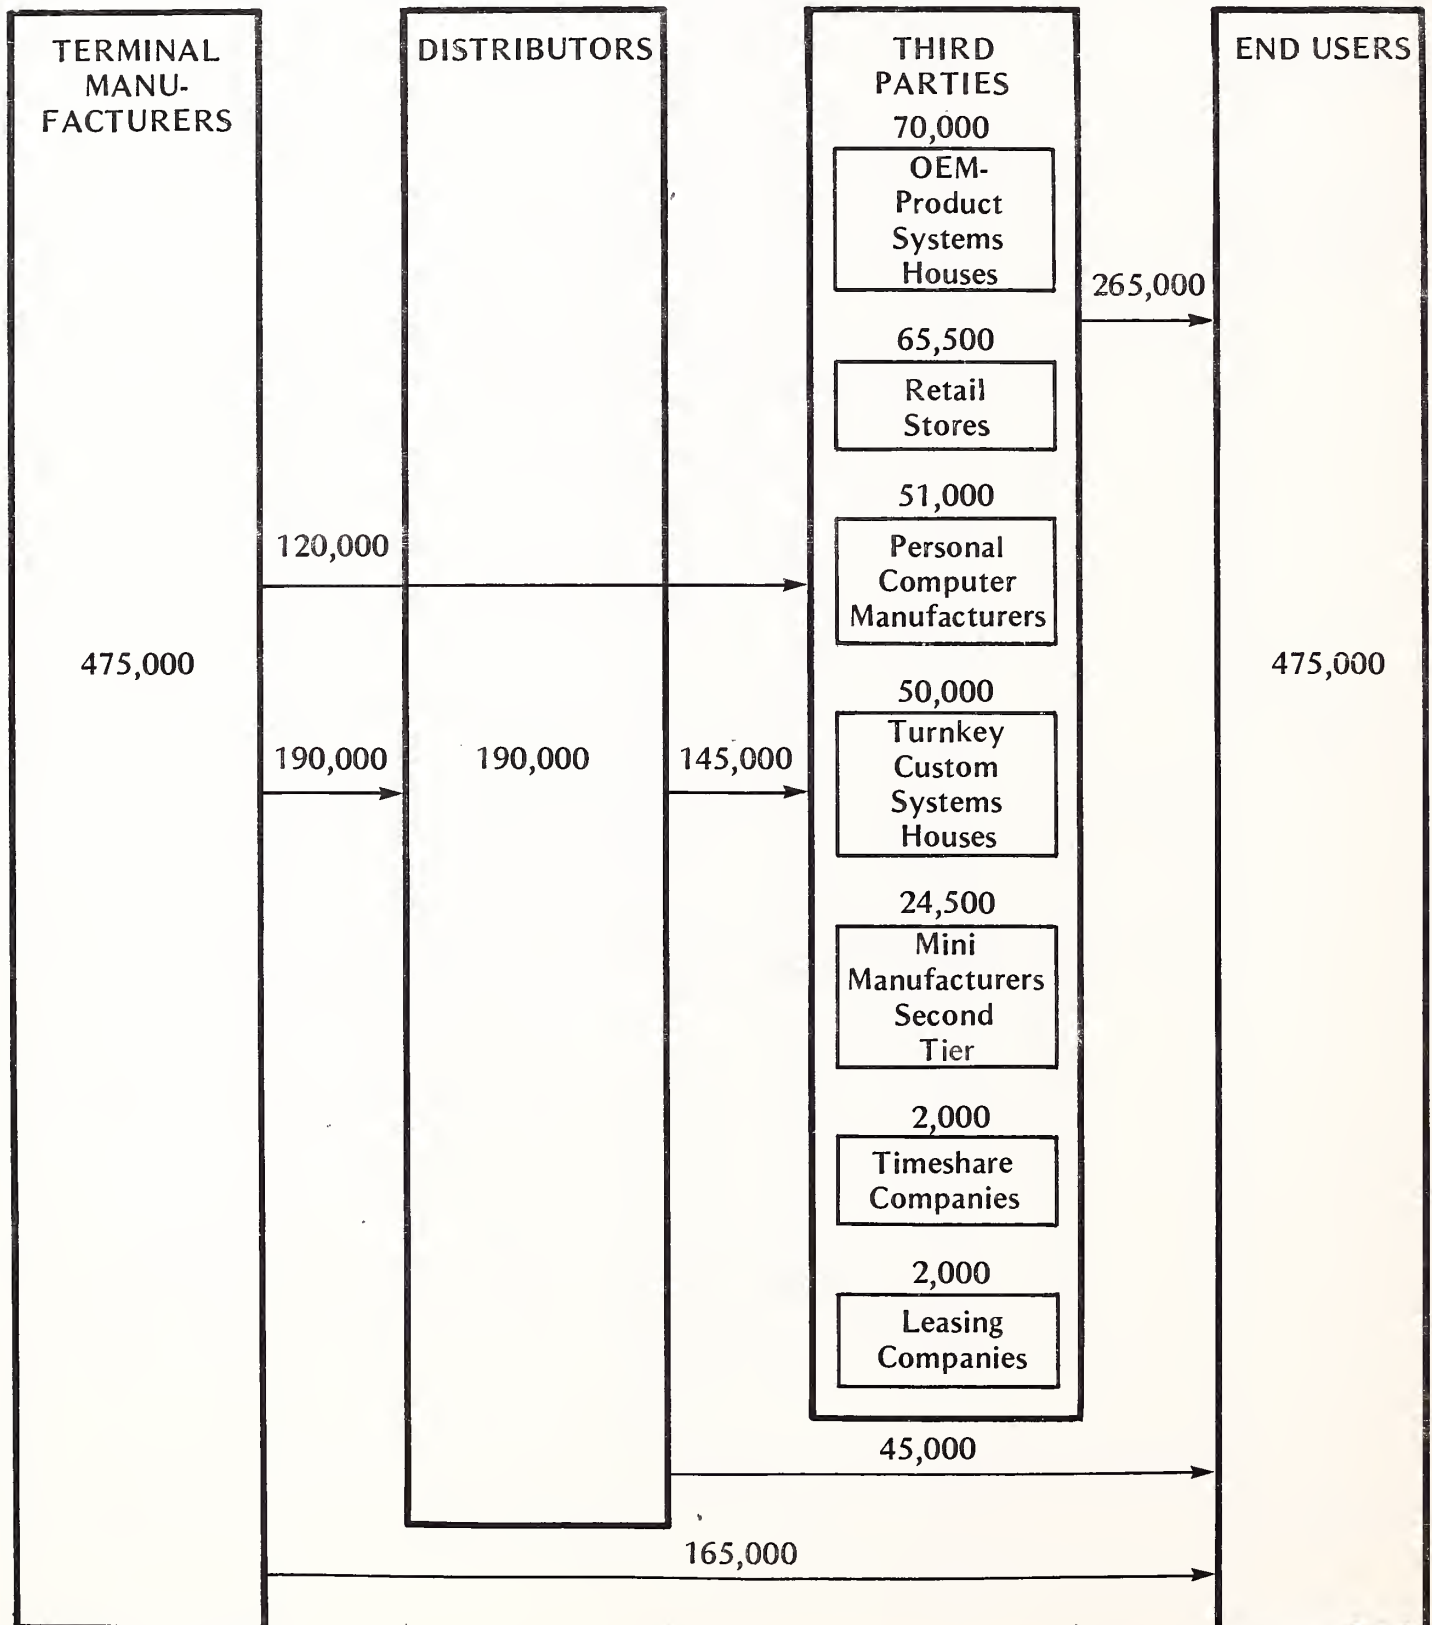 TERMINAL
MANU-
FACTURERS
475,000
120,000
190,000
DISTRIBUTORS
190,000
145,000
THIRD
PARTIES
70,000
OEM-
Product
Systems
Houses
65,500
Retail
Stores
51,000
Personal
Computer
Manufacturers
50,000
Turnkey
Custom
Systems
Houses
24,500
Mini
Manufacturers
Second
Tier
2,000
Timeshare
Companies
2,000
Leasing
Companies
265,000
45,000
165,000
END USERS
475,000